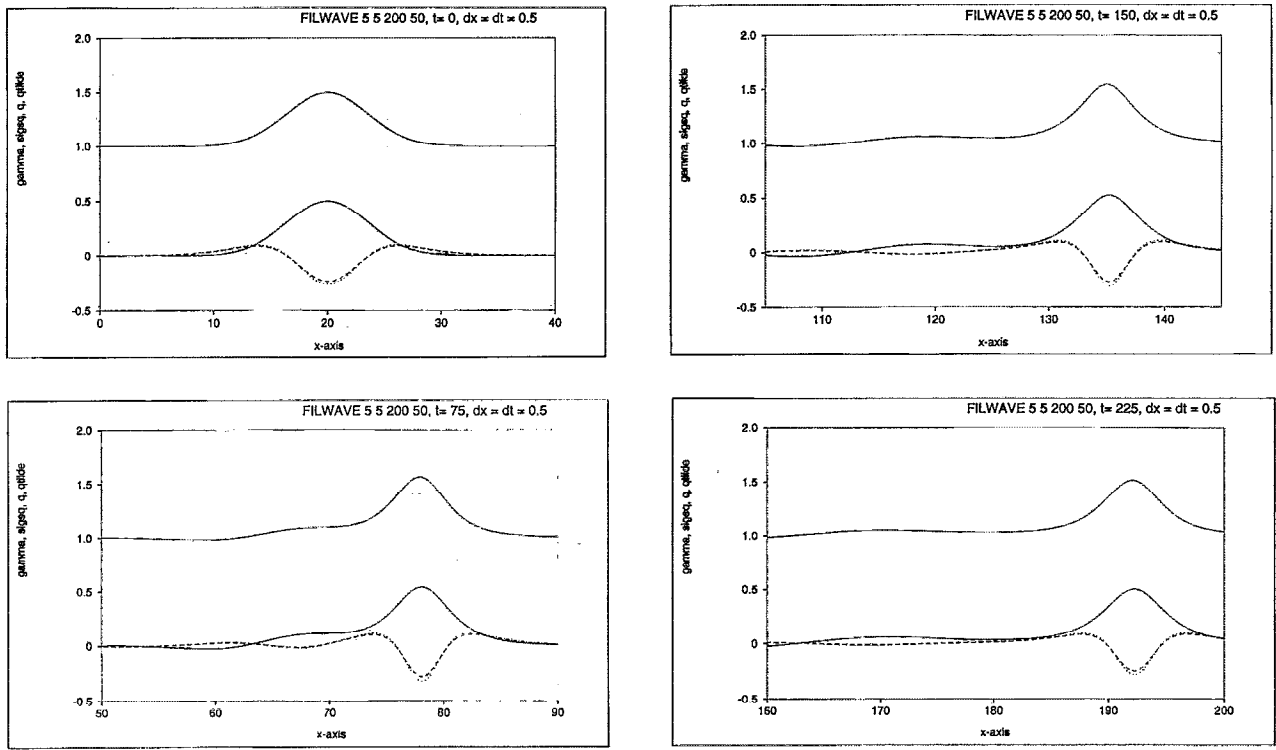 FILWAVE 5 5 200 50, t= 0, dx = dt = 0.5
gamma, sigsq, q, qtilde
2.0
1.5
1.0
0.5
0
-0.5
0 10 20 30 40
x-axis
FILWAVE 5 5 200 50, t= 150, dx = dt = 0.5
gamma, sigsq, q, qtilde
2.0
1.5
1.0
0.5
0
-0.5
110 120 130 140
x-axis
FILWAVE 5 5 200 50, t= 75, dx = dt = 0.5
gamma, sigsq, q, qtilde
2.0
1.5
1.0
0.5
0
-0.5
50 60 70 80 90
x-axis
FILWAVE 5 5 200 50, t= 225, dx = dt = 0.5
gamma, sigsq, q, qtilde
2.0
1.5
1.0
0.5
0
-0.5
160 170 180 190 200
x-axis